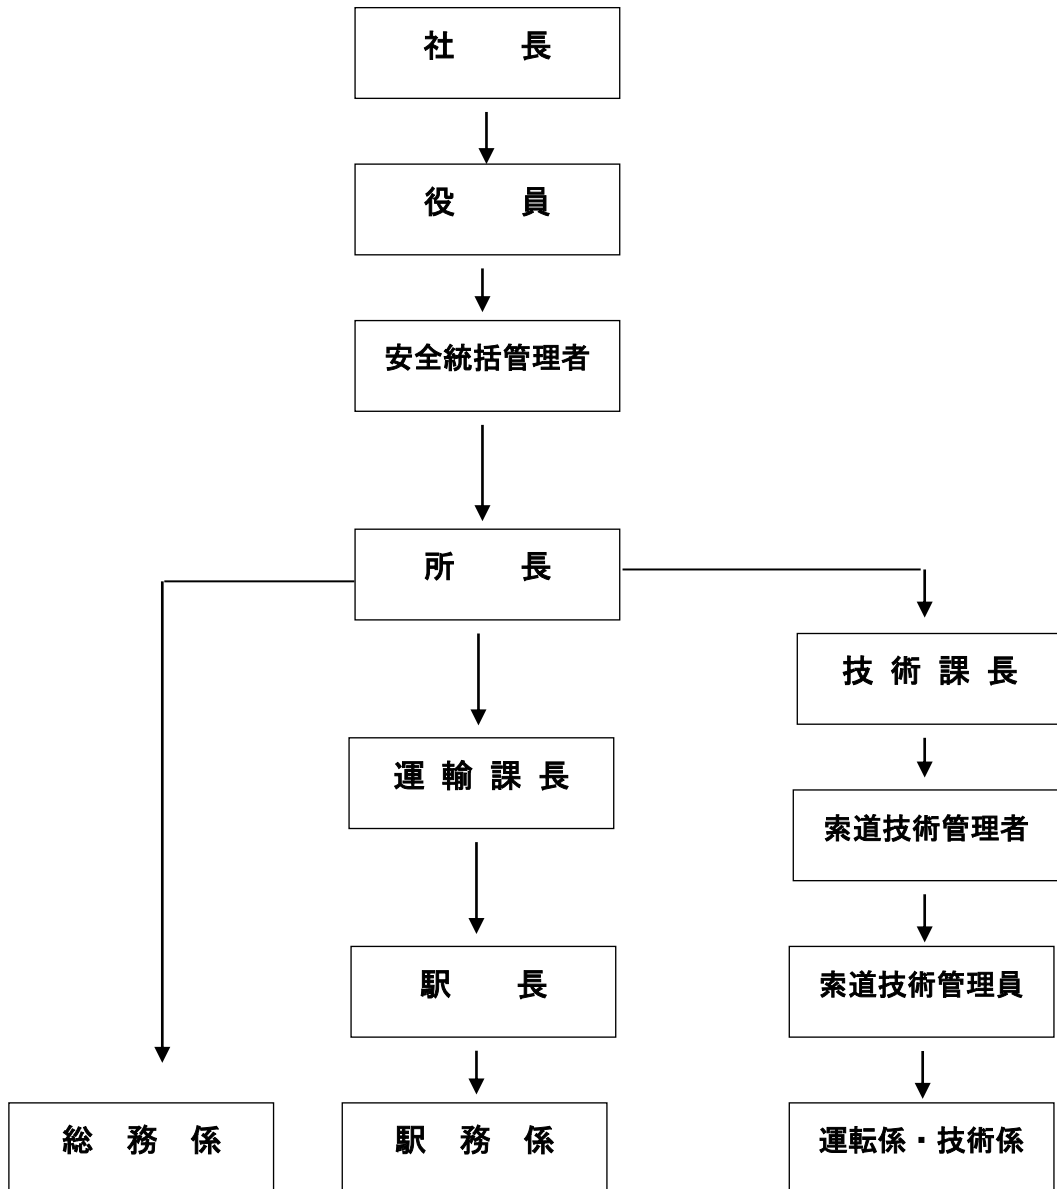 社　　長
役　　員
安全統括管理者
所　　長
技 術 課 長
運 輸 課 長
索道技術管理者
駅　　長
索道技術管理員
総　務　係
駅　務　係
運転係・技術係